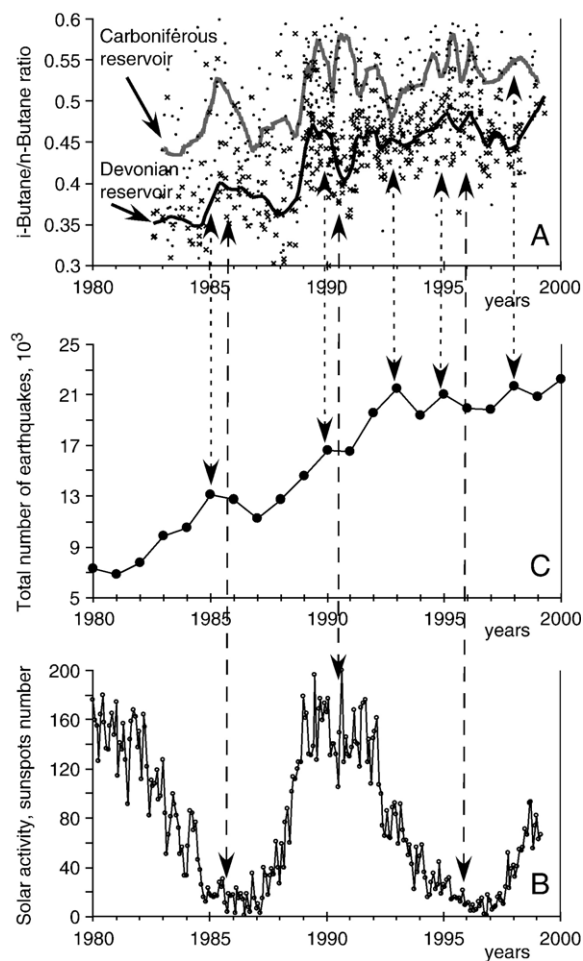 i-Butane/n-Butane ratio
0.6
0.55
0.5
0.45
0.4
0.35
0.3
Carboniférous
reservoir
Devonian
reservoir
A
1980
1985
1990
1995
2000
years
Total number of earthquakes, 10³
25
21
17
13
9
5
C
1980
1985
1990
1995
2000
years
Solar activity, sunspots number
200
160
120
80
40
0
B
1980
1985
1990
1995
2000
years